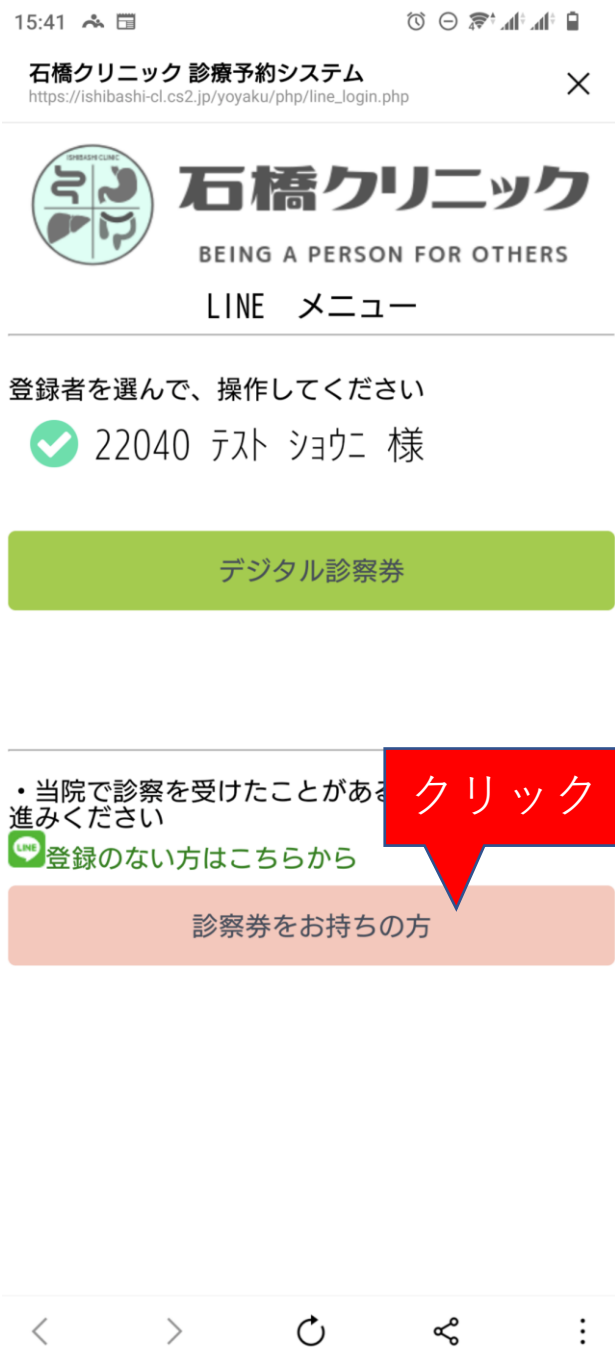 15:41
石橋クリニック 診療予約システム
https://ishibashi-cl.cs2.jp/yoyaku/php/line_login.php
ISHIBASHI CLINIC
石橋クリニック
BEING A PERSON FOR OTHERS
LINE　メニュー
登録者を選んで、操作してください
22040 ﾃｽﾄ ｼｮｳﾆ 様
デジタル診察券
・当院で診察を受けたことがある
クリック
進みください
LINE
登録のない方はこちらから
診察券をお持ちの方